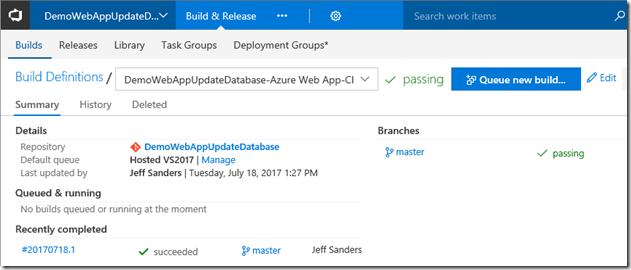 DemoWebAppUpdateD... Build & Release Search work items
Builds Releases Library Task Groups Deployment Groups*
Build Definitions / DemoWebAppUpdateDatabase-Azure Web App-CI passing Queue new build... Edit
Summary History Deleted
Details Branches
Repository DemoWebAppUpdateDatabase master passing
Default queue Hosted VS2017 | Manage
Last updated by Jeff Sanders | Tuesday, July 18, 2017 1:27 PM
Queued & running
No builds queued or running at the moment
Recently completed
#20170718.1 succeeded master Jeff Sanders